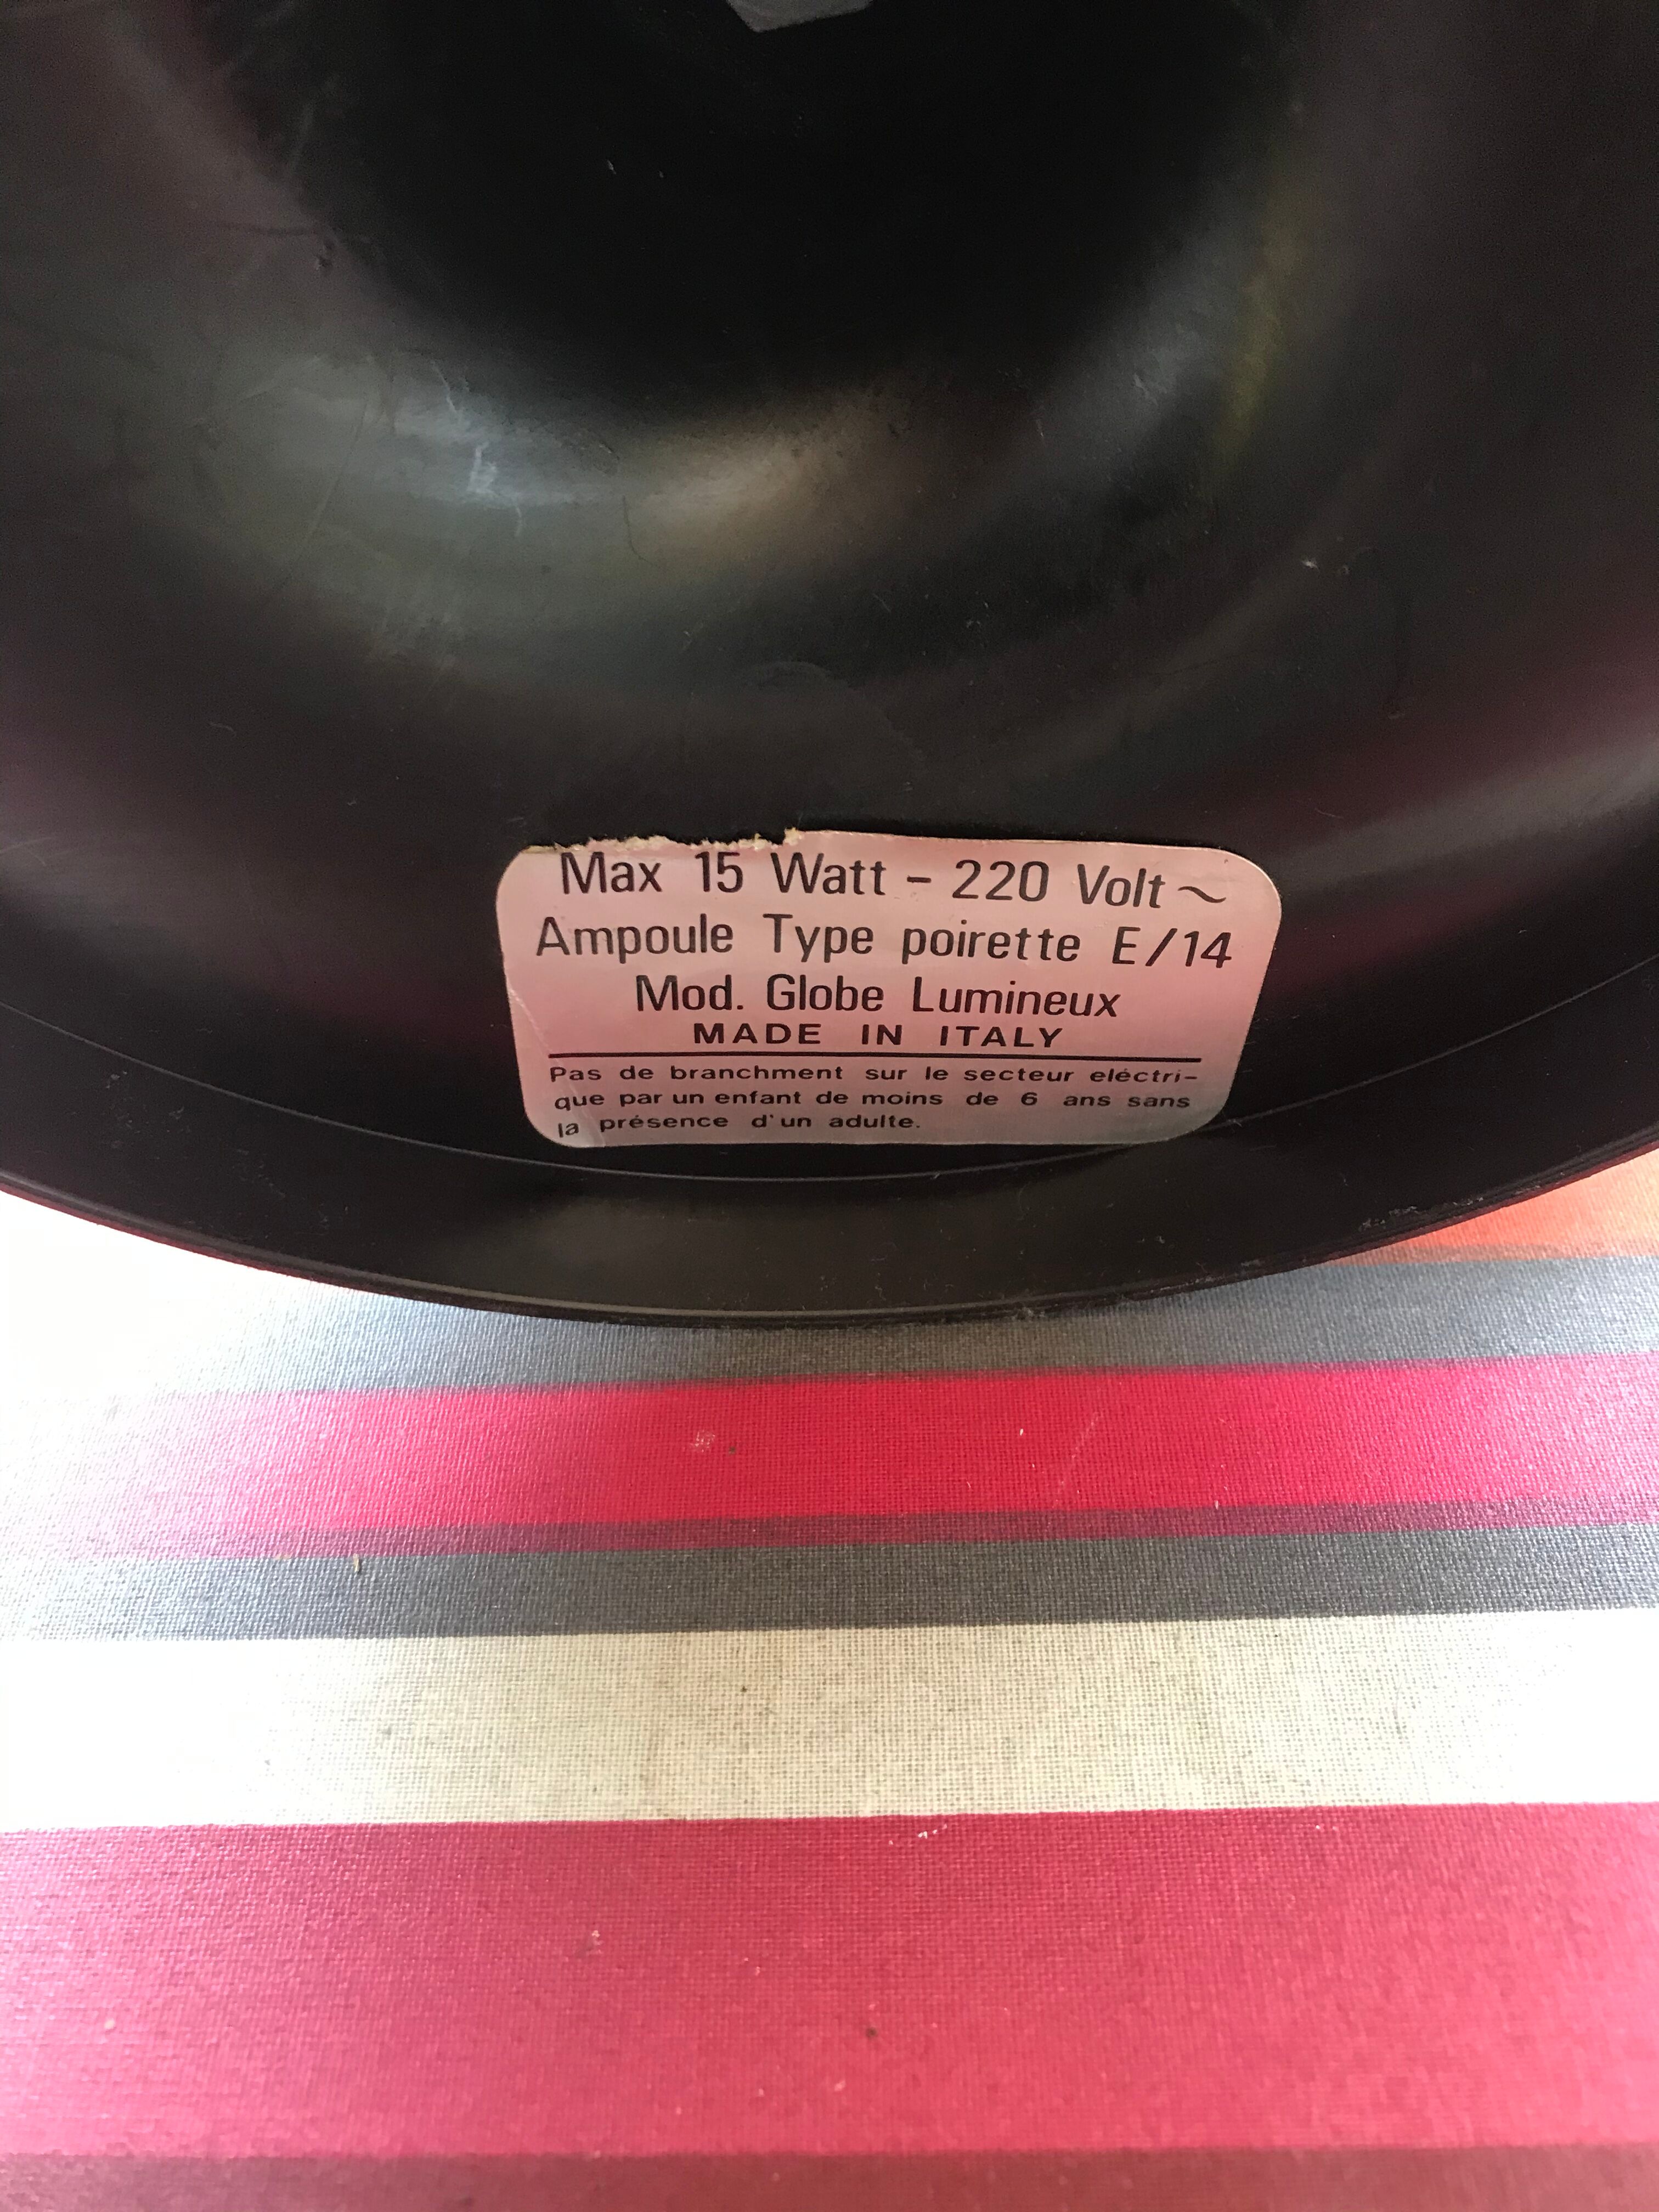 Max 15 Watt - 220 Volt ~
Ampoule Type poirette E/14
Mod. Globe Lumineux
MADE IN ITALY
Pas de branchment sur le secteur eléctri-
que par un enfant de moins de 6 ans sans
la présence d'un adulte.